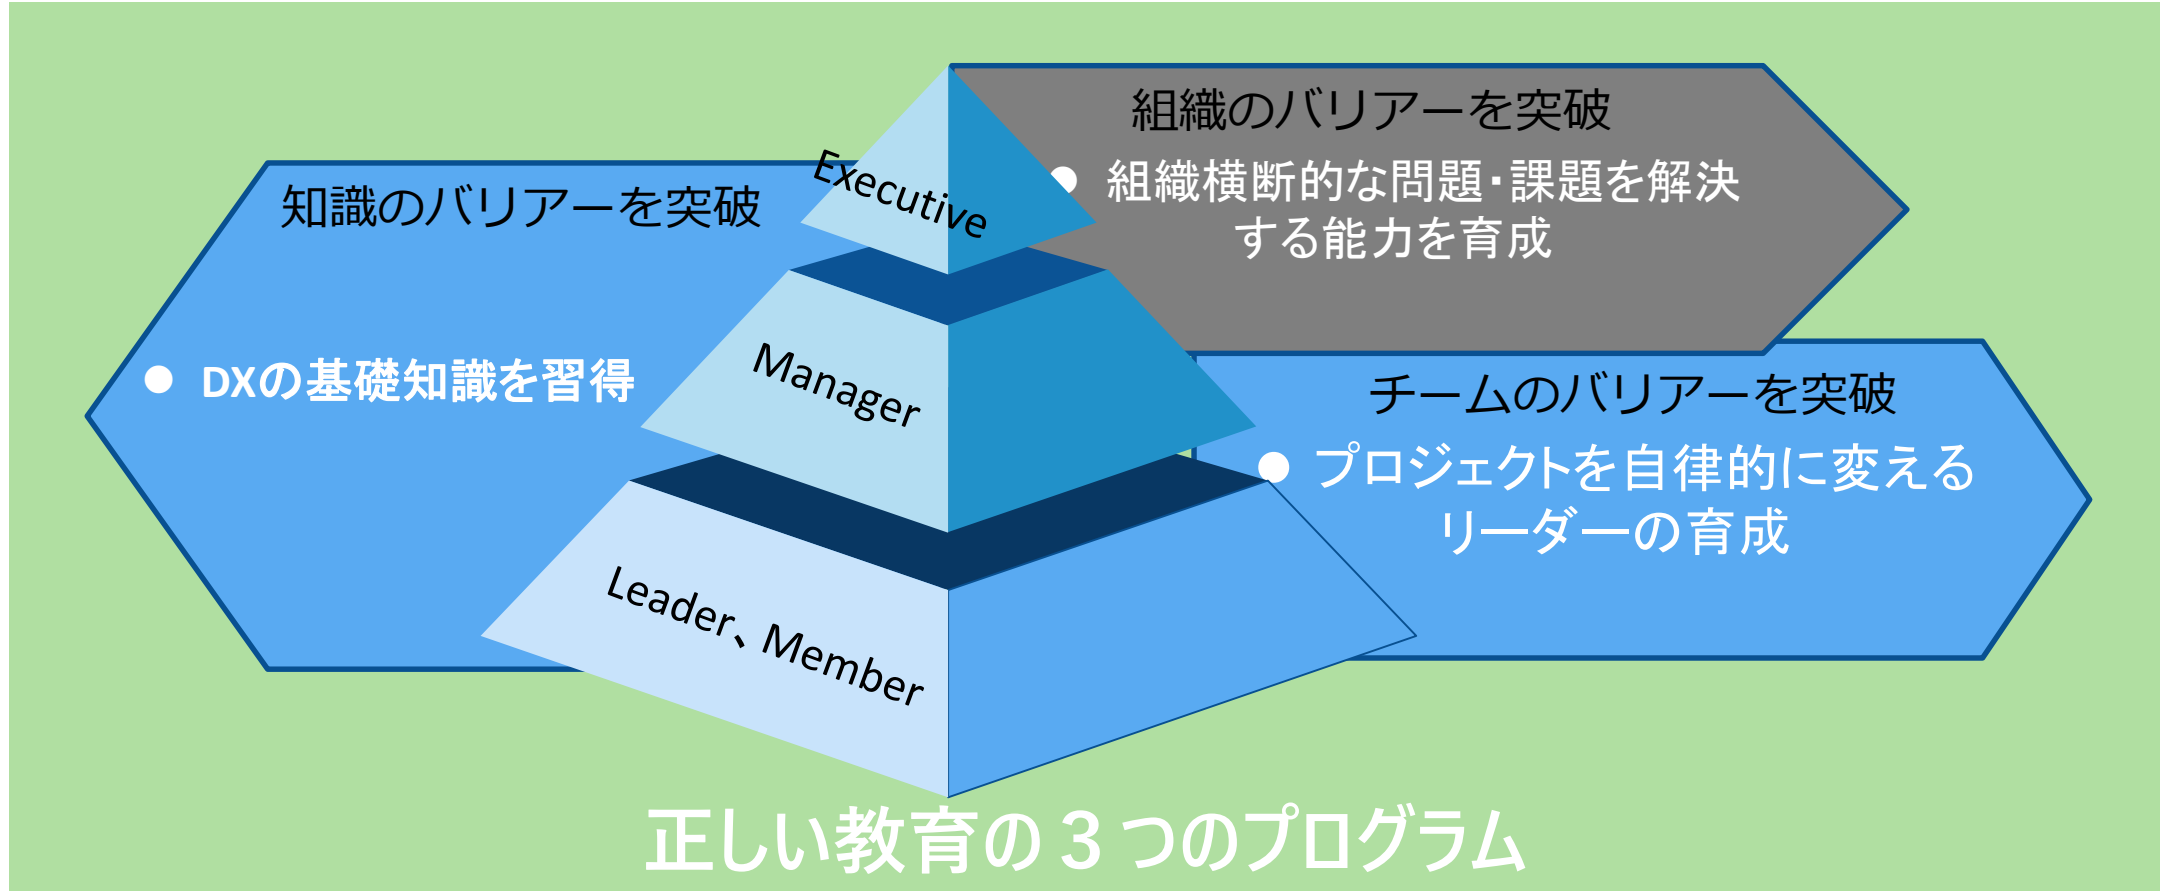 組織のバリアーを突破
● 組織横断的な問題・課題を解決
する能力を育成
知識のバリアーを突破
● DXの基礎知識を習得
Executive
Manager
Leader、Member
チームのバリアーを突破
● プロジェクトを自律的に変える
リーダーの育成
正しい教育の３つのプログラム